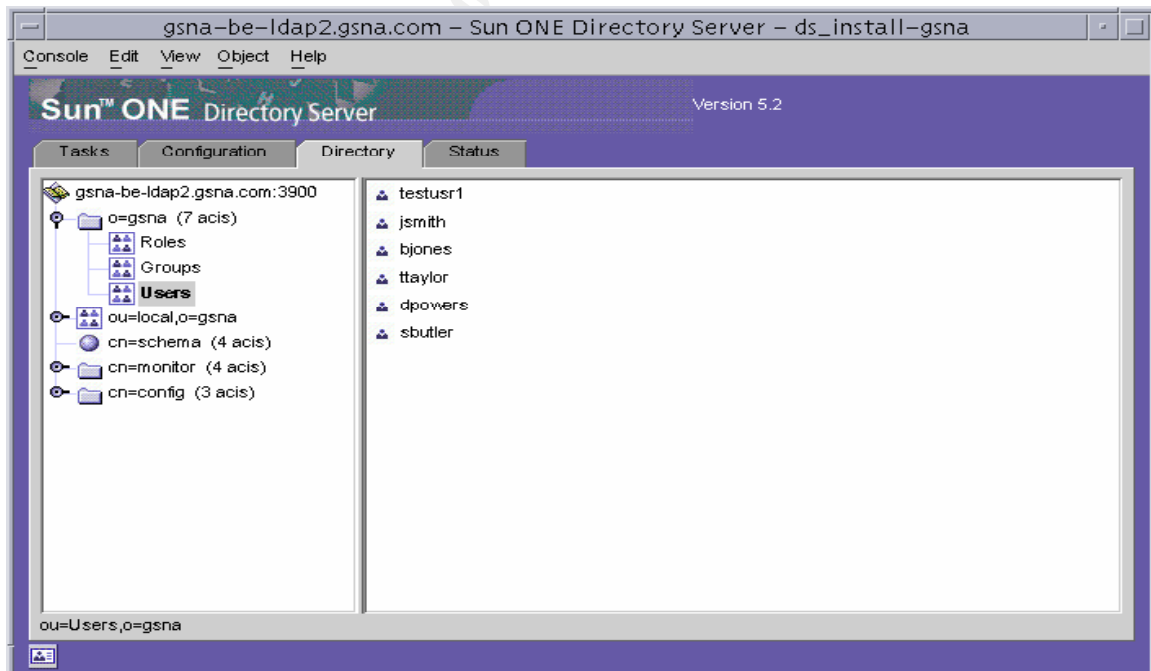 gsna-be-ldap2.gsna.com - Sun ONE Directory Server - ds_install-gsna
Console Edit View Object Help
Sun™ ONE Directory Server
Version 5.2
Tasks Configuration Directory Status
gsna-be-ldap2.gsna.com:3900
o=gsna (7 acis)
Roles
Groups
Users
ou=local,o=gsna
cn=schema (4 acis)
cn=monitor (4 acis)
cn=config (3 acis)
testusr1
jsmith
bjones
ttaylor
dpowers
sbutler
ou=Users,o=gsna